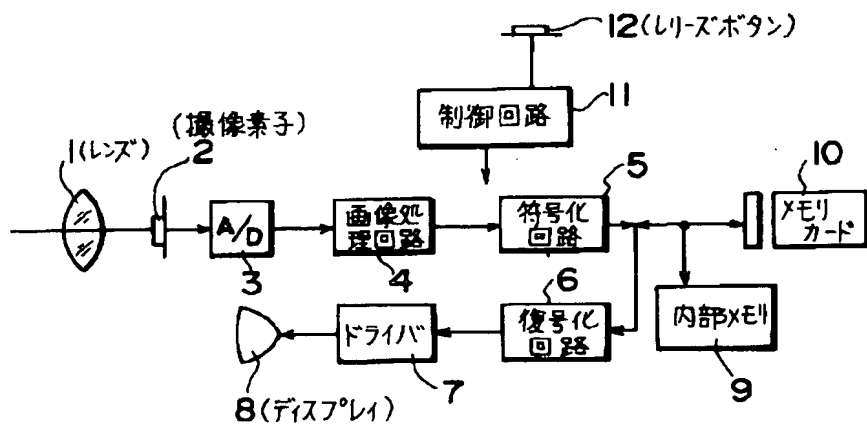 12(レリーズボタン)
制御回路
11
(撮像素子)
1(レンズ)
2
A/D
3
画像処
理回路
4
5
符号化
回路
10
メモリ
カード
6
復号化
回路
ドライバ
7
8(ディスプレイ)
内部メモリ
9